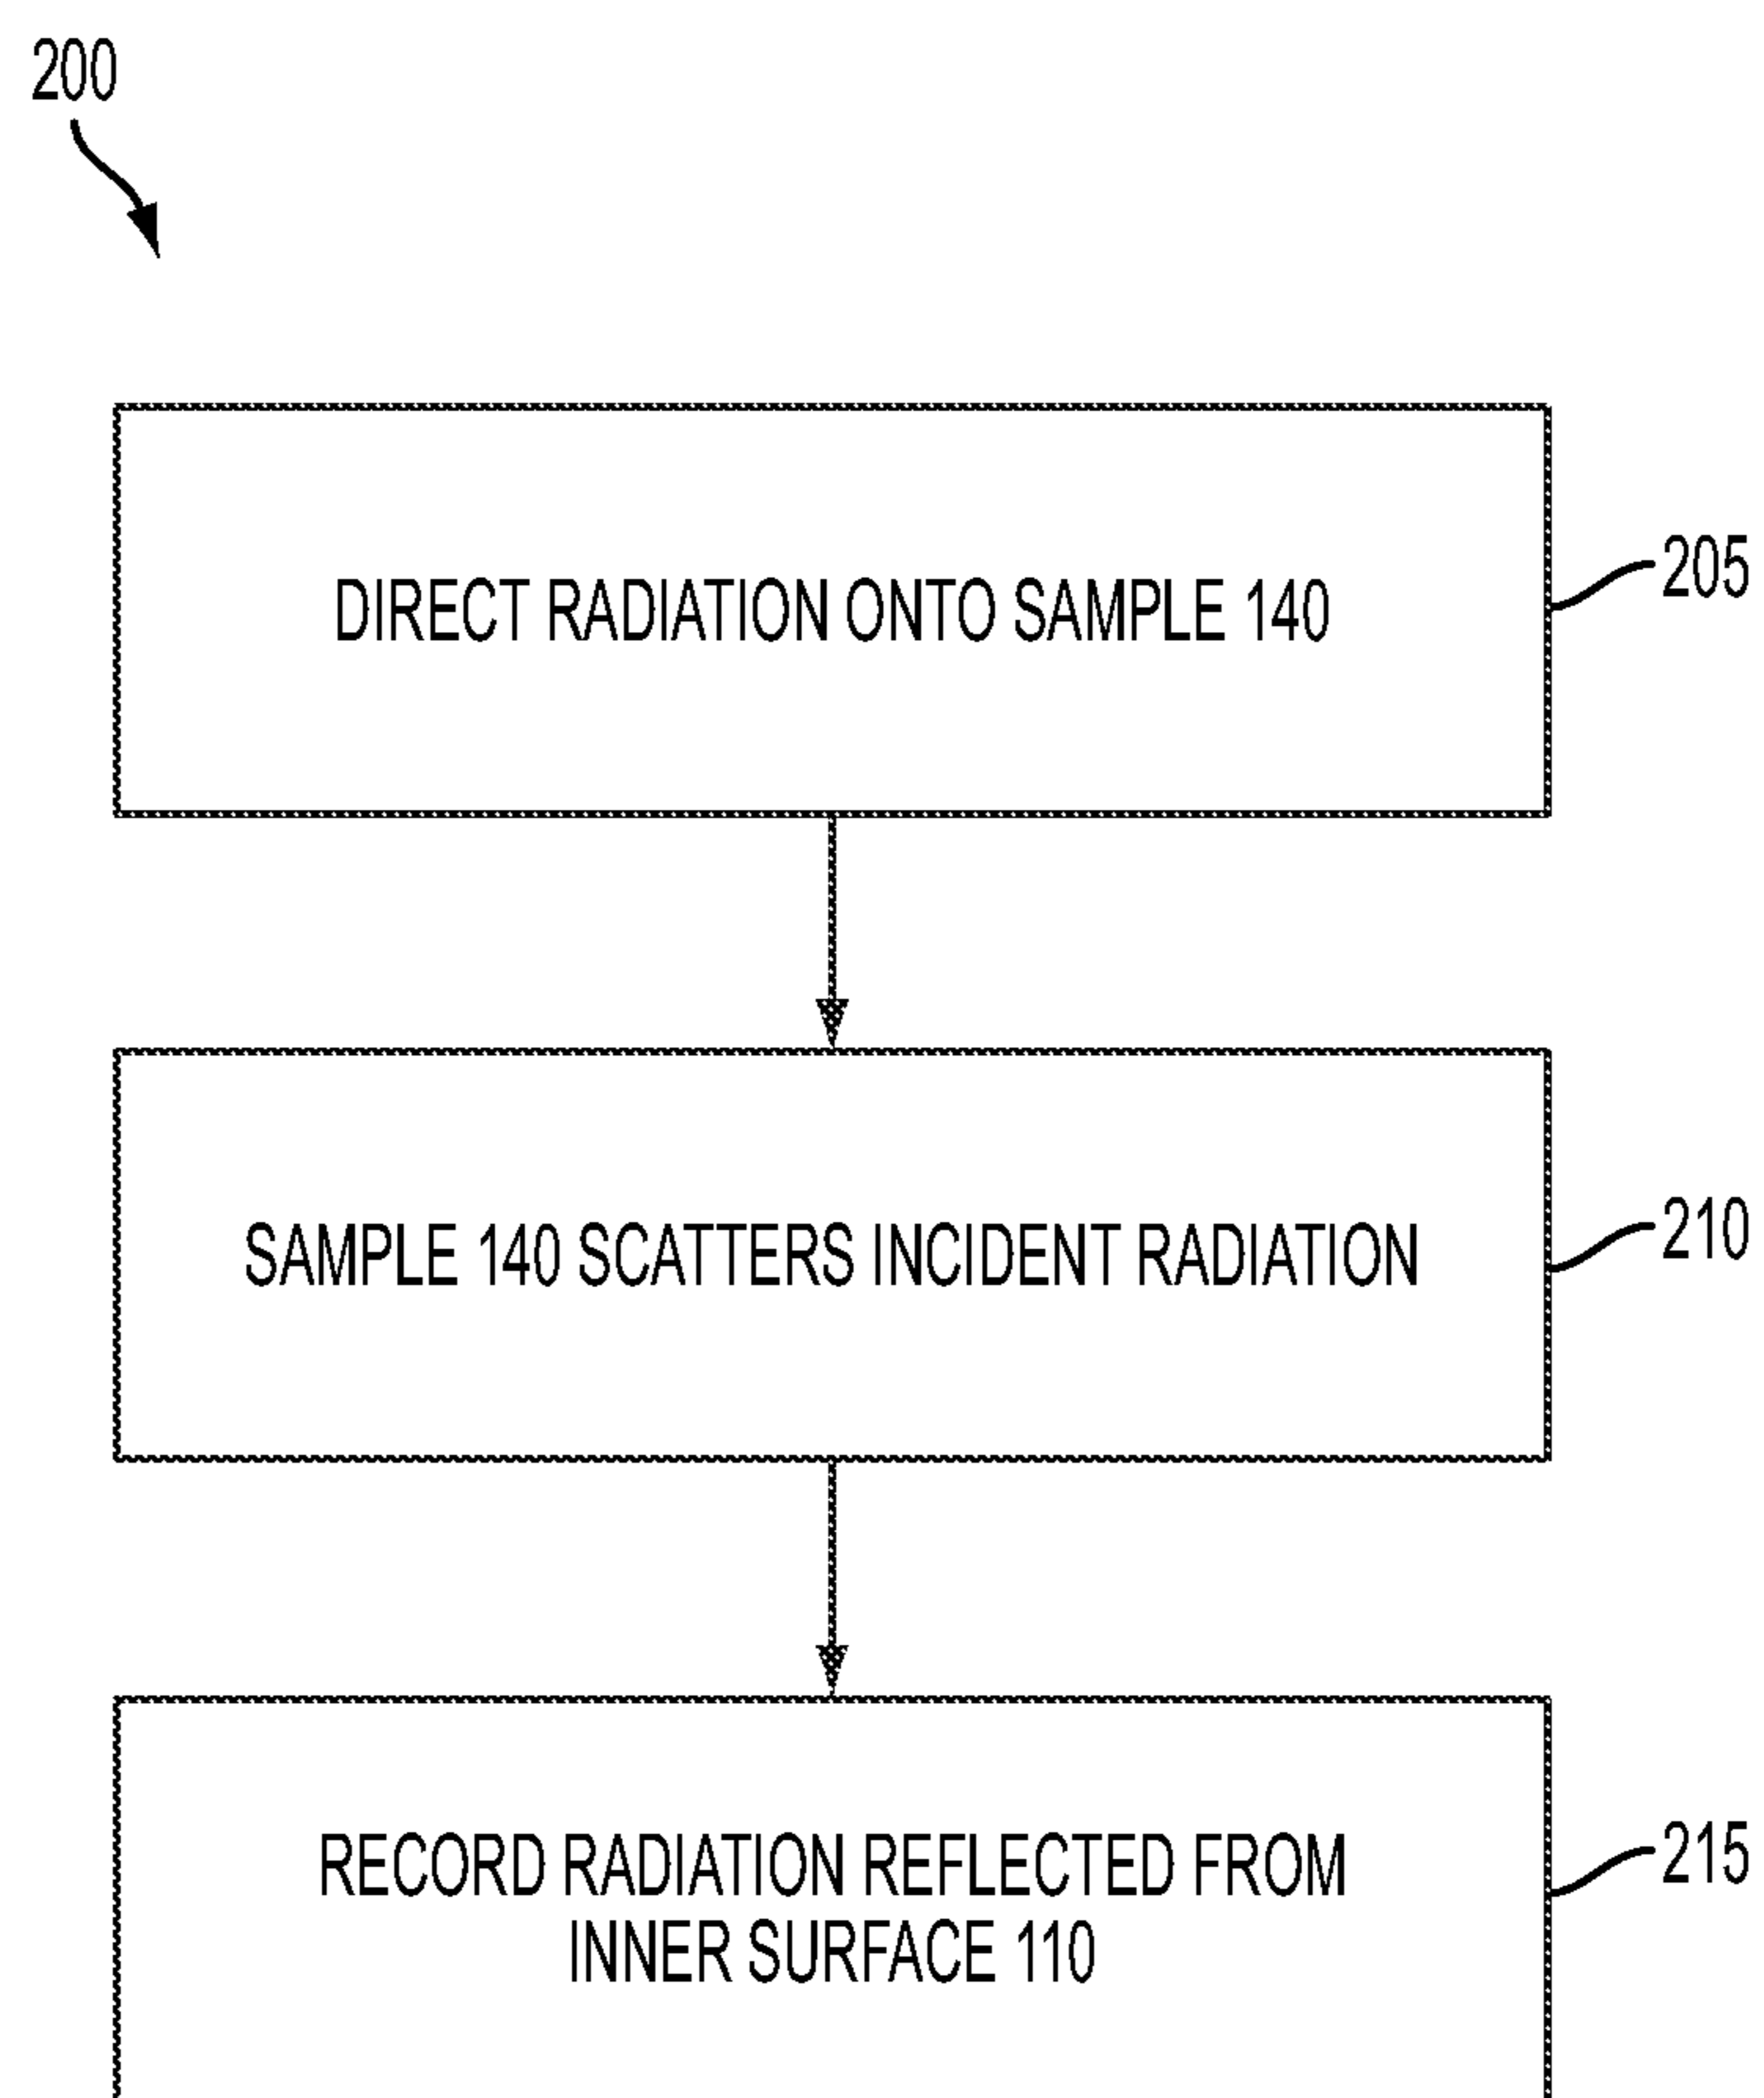 200
DIRECT RADIATION ONTO SAMPLE 140
205
SAMPLE 140 SCATTERS INCIDENT RADIATION
210
RECORD RADIATION REFLECTED FROM
INNER SURFACE 110
215